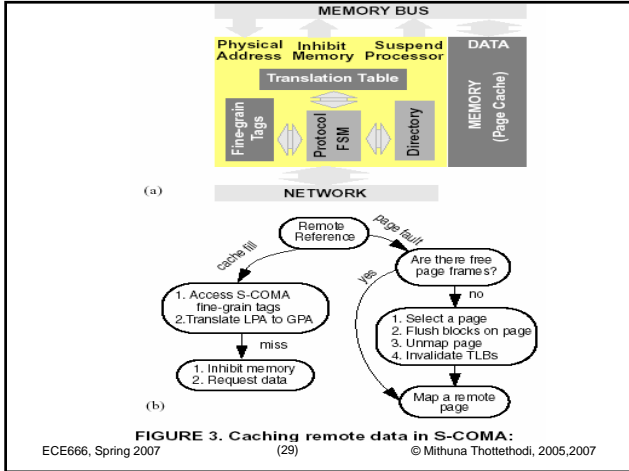 MEMORY BUS
Physical Address
Inhibit Memory
Suspend Processor
DATA
Translation Table
Fine-grain Tags
Protocol FSM
Directory
MEMORY (Page Cache)
(a)
NETWORK
Remote Reference
cache fill
page fault
Are there free page frames?
yes
no
1. Access S-COMA
fine-grain tags
2.Translate LPA to GPA
miss
1. Inhibit memory
2. Request data
1. Select a page
2. Flush blocks on page
3. Unmap page
4. Invalidate TLBs
Map a remote page
(b)
FIGURE 3. Caching remote data in S-COMA:
ECE666, Spring 2007
(29)
© Mithuna Thottethodi, 2005,2007